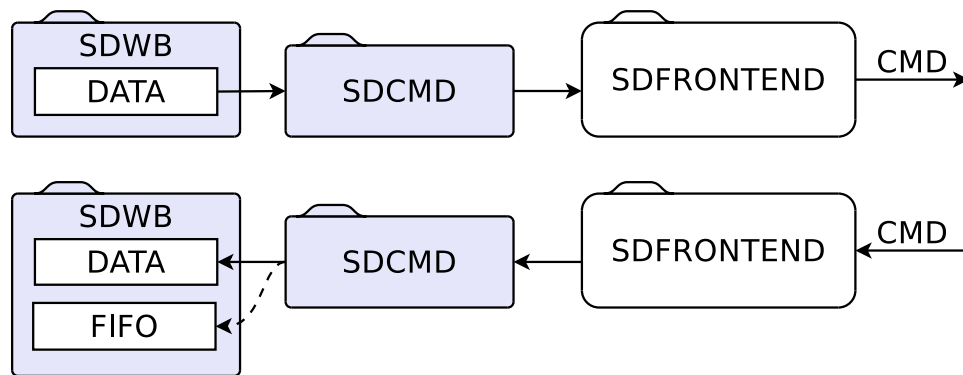 SDWB
DATA
SDCMD
SDFRONTEND
CMD
SDWB
DATA
FIFO
SDCMD
SDFRONTEND
CMD